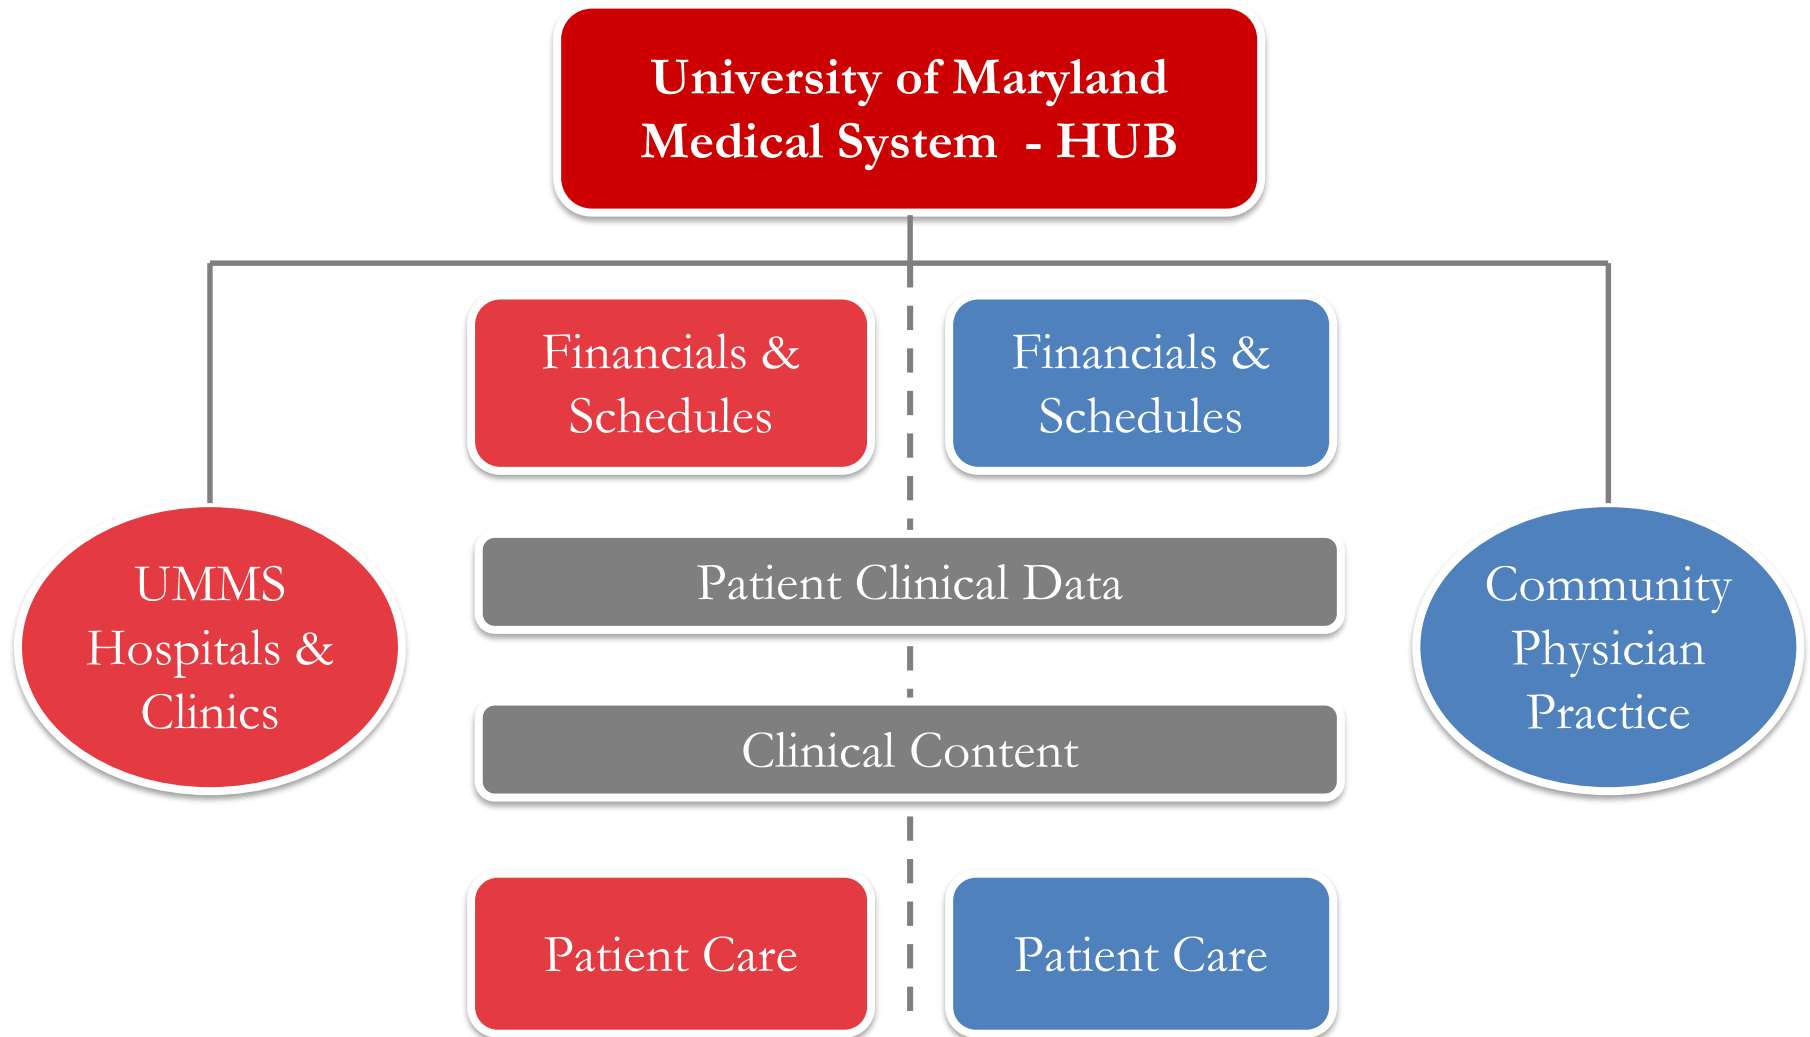 University of Maryland
Medical System - HUB
Financials &
Schedules
Financials &
Schedules
UMMS
Hospitals &
Clinics
Patient Clinical Data
Clinical Content
Community
Physician
Practice
Patient Care
Patient Care